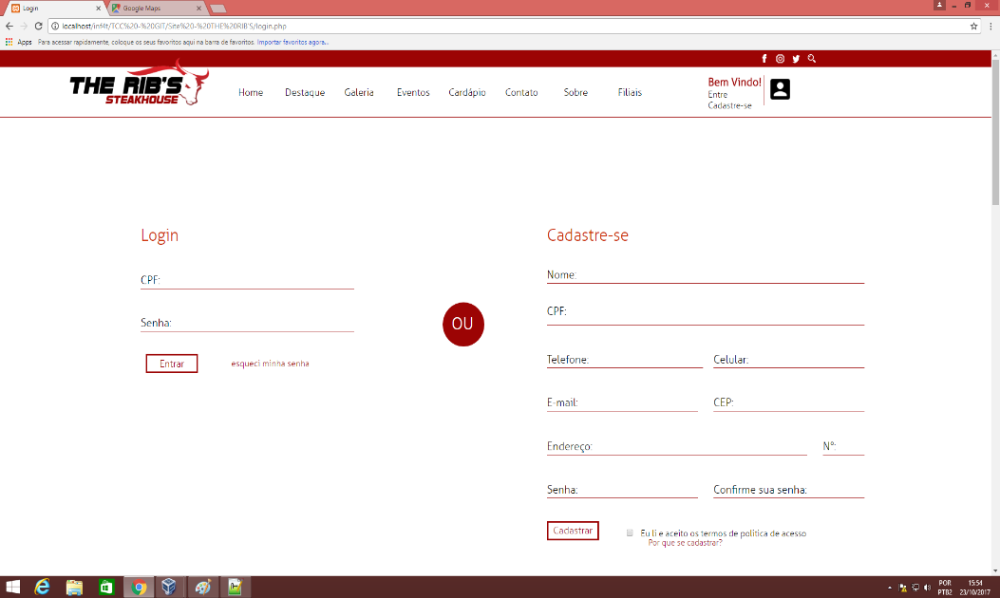 Login
Google Maps
localhost/inf4t/TCC%20-%20GIT/Site%20-%20THE%20RIB'S/login.php
Apps Para acessar rapidamente, coloque os seus favoritos aqui na barra de favoritos. Importar favoritos agora...
THE RIB'S
STEAKHOUSE
Home Destaque Galeria Eventos Cardápio Contato Sobre Filiais
Bem Vindo!
Entre
Cadastre-se
Login
CPF:
Senha:
Entrar esqueci minha senha
OU
Cadastre-se
Nome:
CPF:
Telefone: Celular:
E-mail: CEP:
Endereço: Nº:
Senha: Confirme sua senha:
Cadastrar Eu li e aceito os termos de politica de acesso
Por que se cadastrar?
POR 15:54
PTB2 23/10/2017